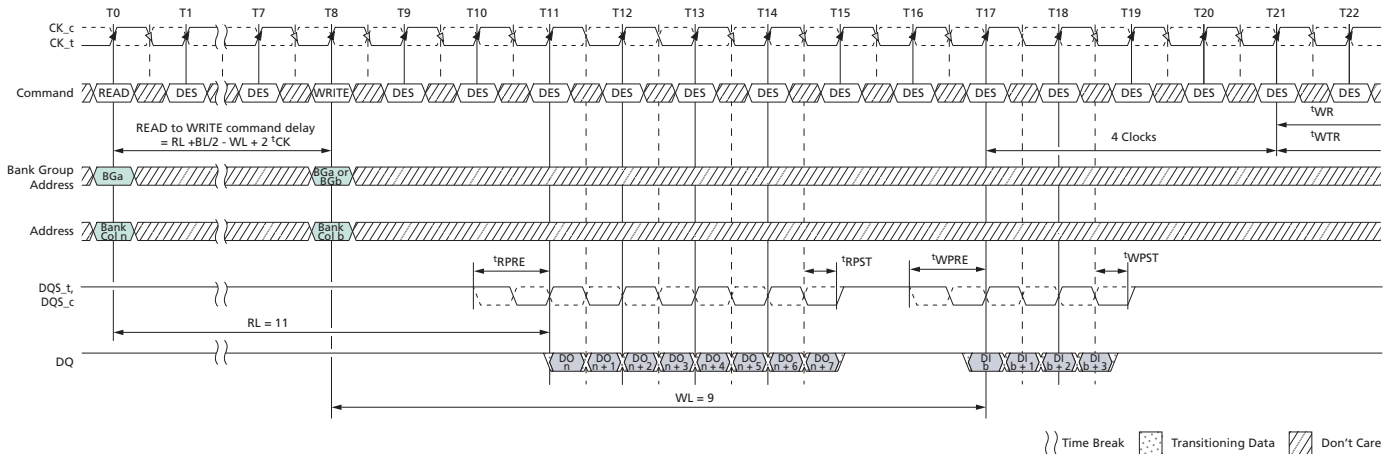 T0 T1 T7 T8 T9 T10 T11 T12 T13 T14 T15 T16 T17 T18 T19 T20 T21 T22
CK_c
CK_t
Command READ DES DES WRITE DES DES DES DES DES DES DES DES DES DES DES DES DES DES
tWR
READ to WRITE command delay
= RL +BL/2 - WL + 2 tCK
4 Clocks
tWTR
Bank Group
Address
BGa
BGa or
BGb
Address
Bank
Col n
Bank
Col b
tRPRE tRPST tWPRE tWPST
DQS_t,
DQS_c
RL = 11
DQ
DO
n
DO
n + 1
DO
n + 2
DO
n + 3
DO
n + 4
DO
n + 5
DO
n + 6
DO
n + 7
DI
b
DI
b + 1
DI
b + 2
DI
b + 3
WL = 9
Time Break Transitioning Data Don't Care